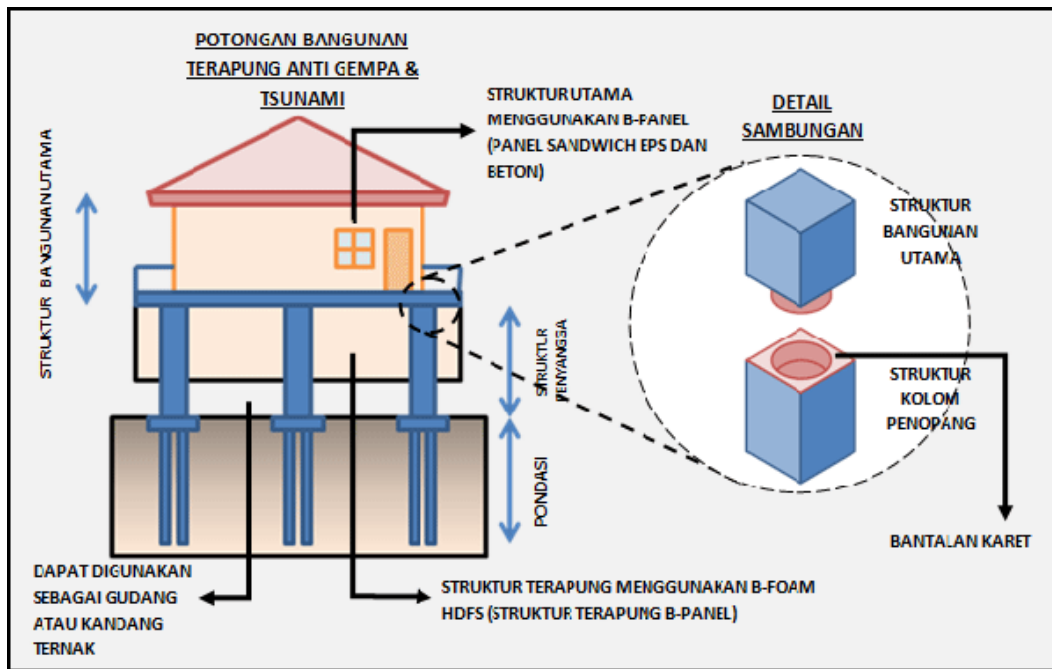 POTONGAN BANGUNAN
TERAPUNG ANTI GEMPA &
TSUNAMI
STRUKTUR UTAMA
MENGGUNAKAN B-PANEL
(PANEL SANDWICH EPS DAN
BETON)
DETAIL
SAMBUNGAN
STRUKTUR BANGUNAN UTAMA
STRUKTUR
BANGUNAN
UTAMA
STRUKTUR
PENYANGGA
STRUKTUR
KOLOM
PENOPANG
PONDASI
BANTALAN KARET
DAPAT DIGUNAKAN
SEBAGAI GUDANG
ATAU KANDANG
TERNAK
STRUKTUR TERAPUNG MENGGUNAKAN B-FOAM
HDFS (STRUKTUR TERAPUNG B-PANEL)